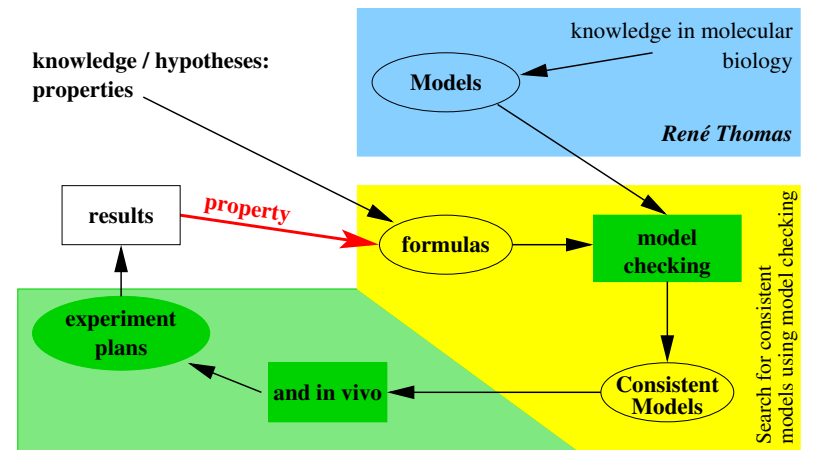 knowledge in molecular
biology
knowledge / hypotheses:
properties
Models
René Thomas
results
property
formulas
model
checking
experiment
plans
and in vivo
Consistent
Models
Search for consistent
models using model checking